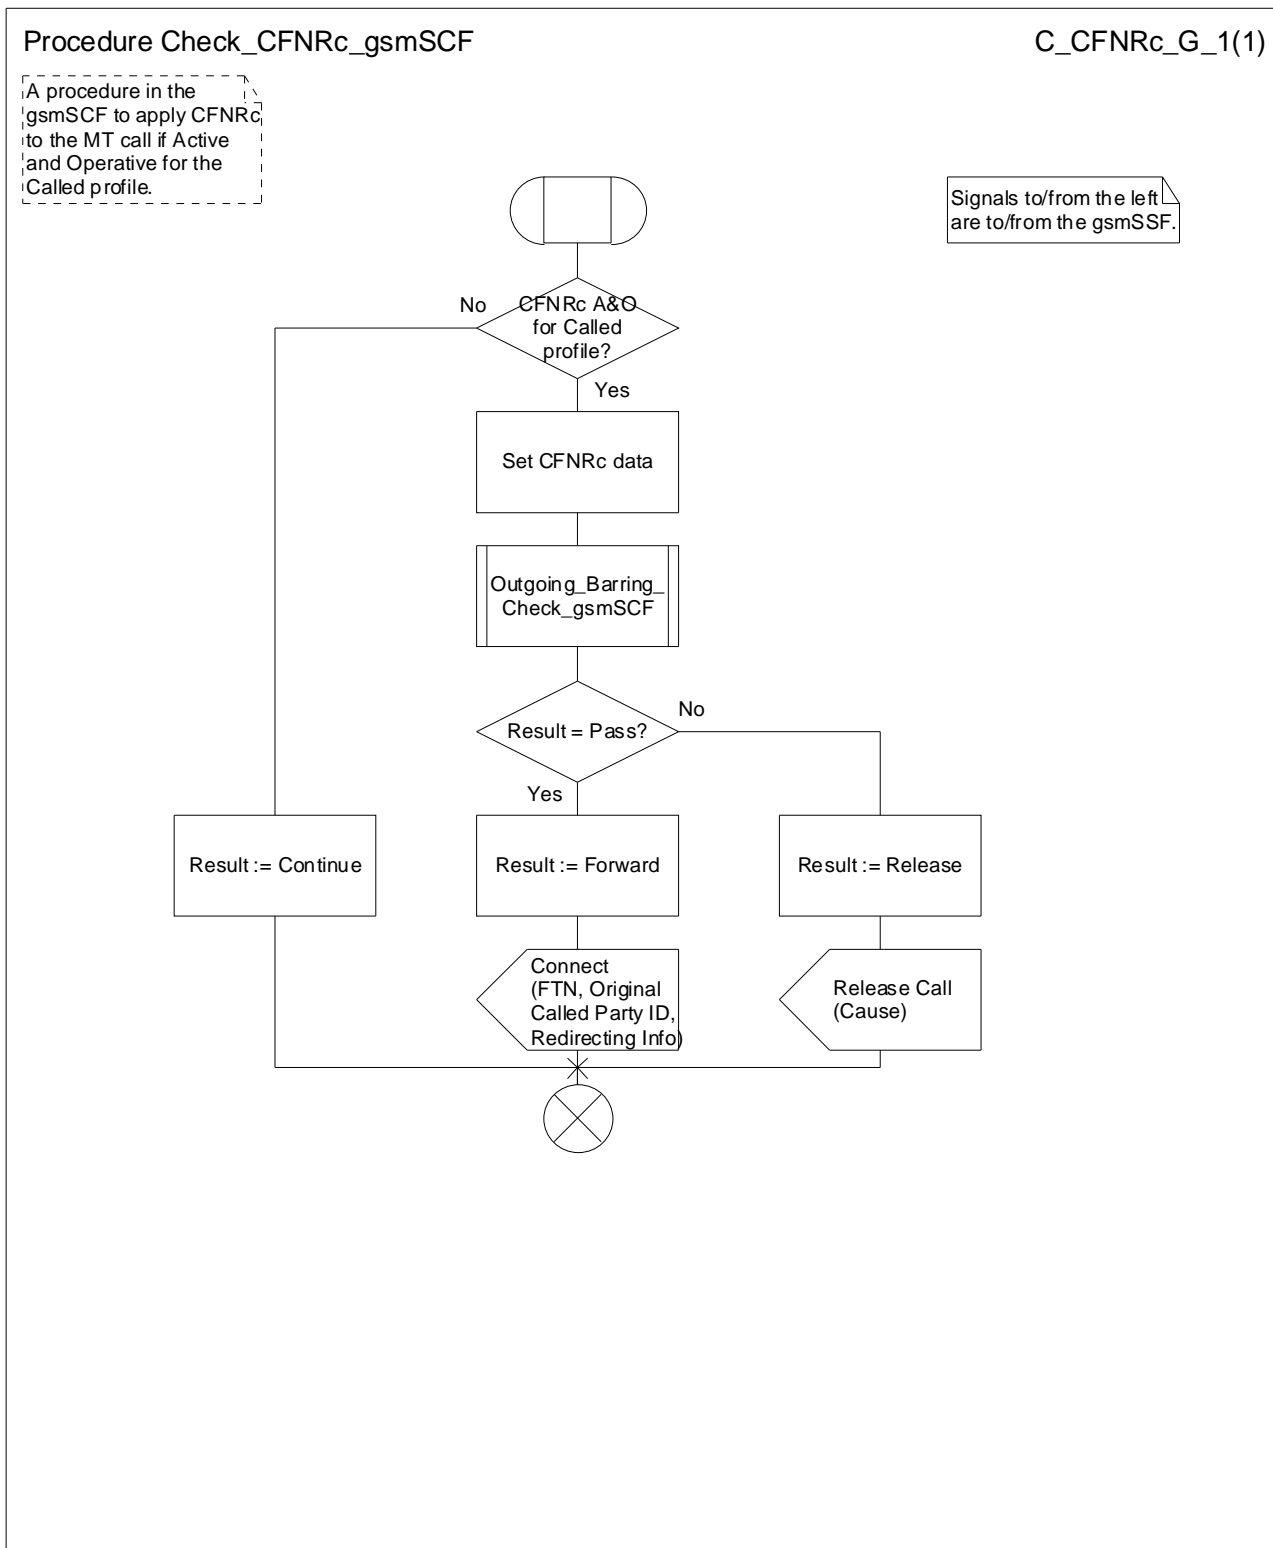 Procedure Check_CFNRc_gsmSCF
C_CFNRc_G_1(1)
A procedure in the
gsmSCF to apply CFNRc
to the MT call if Active
and Operative for the
Called profile.
Signals to/from the left
are to/from the gsmSSF.
No
CFNRc A&O
for Called
profile?
Yes
Set CFNRc data
Outgoing_Barring_
Check_gsmSCF
Result = Pass?
No
Yes
Result := Continue
Result := Forward
Result := Release
Connect
(FTN, Original
Called Party ID,
Redirecting Info)
Release Call
(Cause)